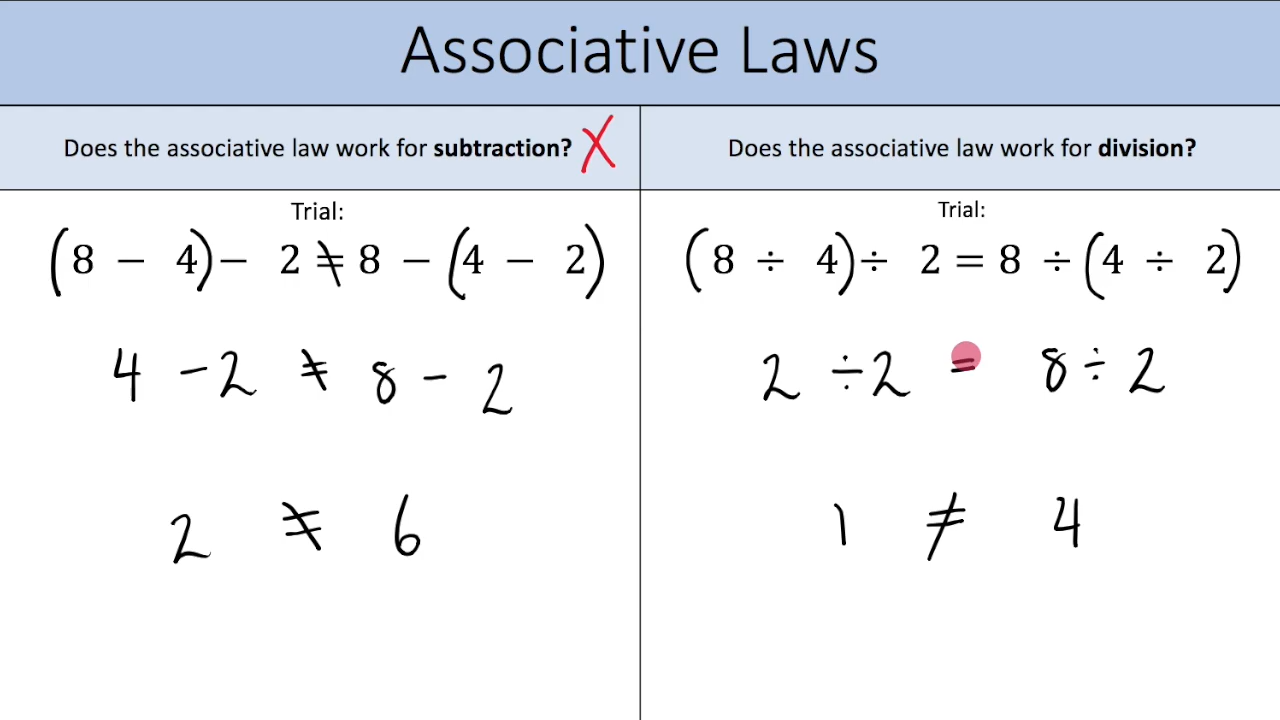 Associative Laws
Does the associative law work for subtraction? X
Trial:
(8 − 4) − 2 ≠ 8 − (4 − 2)
4 − 2 ≠ 8 − 2
2 ≠ 6
Does the associative law work for division?
Trial:
(8 ÷ 4) ÷ 2 = 8 ÷ (4 ÷ 2)
2 ÷ 2 = 8 ÷ 2
1 ≠ 4